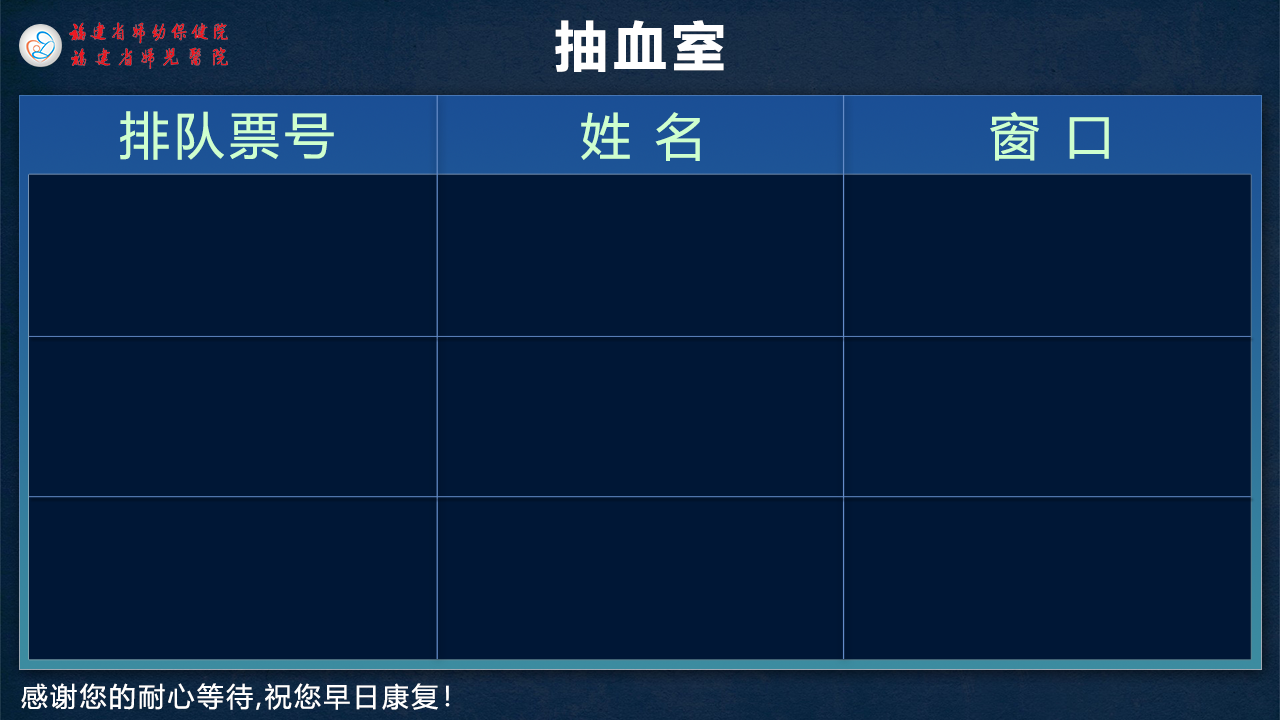 福建省妇幼保健院
福建省妇儿醫院
抽血室
排队票号
姓 名
窗 口
感谢您的耐心等待,祝您早日康复!